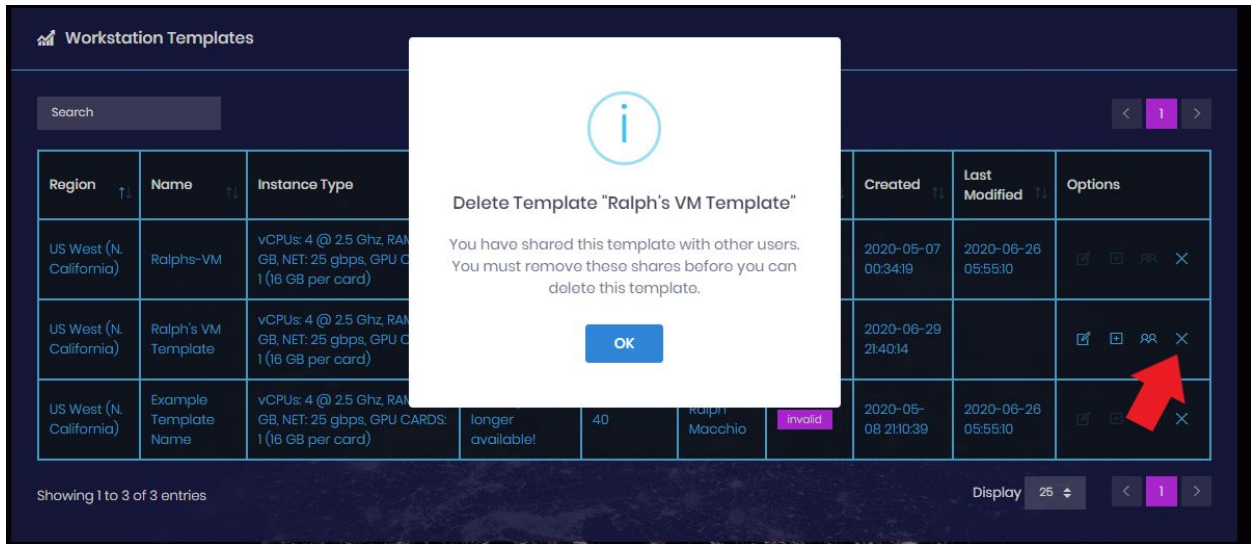 Workstation Templates
Search
< 1 >
Region
Name
Instance Type
Created
Last
Modified
Options
US West (N.
California)
Ralphs-VM
vCPUs: 4 @ 2.5 Ghz, RAM
GB, NET: 25 gbps, GPU C
1 (16 GB per card)
2020-05-07
00:34:19
2020-06-26
05:55:10
US West (N.
California)
Ralph's VM
Template
vCPUs: 4 @ 2.5 Ghz, RAM
GB, NET: 25 gbps, GPU C
1 (16 GB per card)
2020-06-29
21:40:14
US West (N.
California)
Example
Template
Name
vCPUs: 4 @ 2.5 Ghz, RAM
GB, NET: 25 gbps, GPU CARDS:
1 (16 GB per card)
longer
available!
40
Ralph
Macchio
invalid
2020-05-
08 21:10:39
2020-06-26
05:55:10
i
Delete Template "Ralph's VM Template"
You have shared this template with other users.
You must remove these shares before you can
delete this template.
OK
Showing 1 to 3 of 3 entries
Display 25
< 1 >